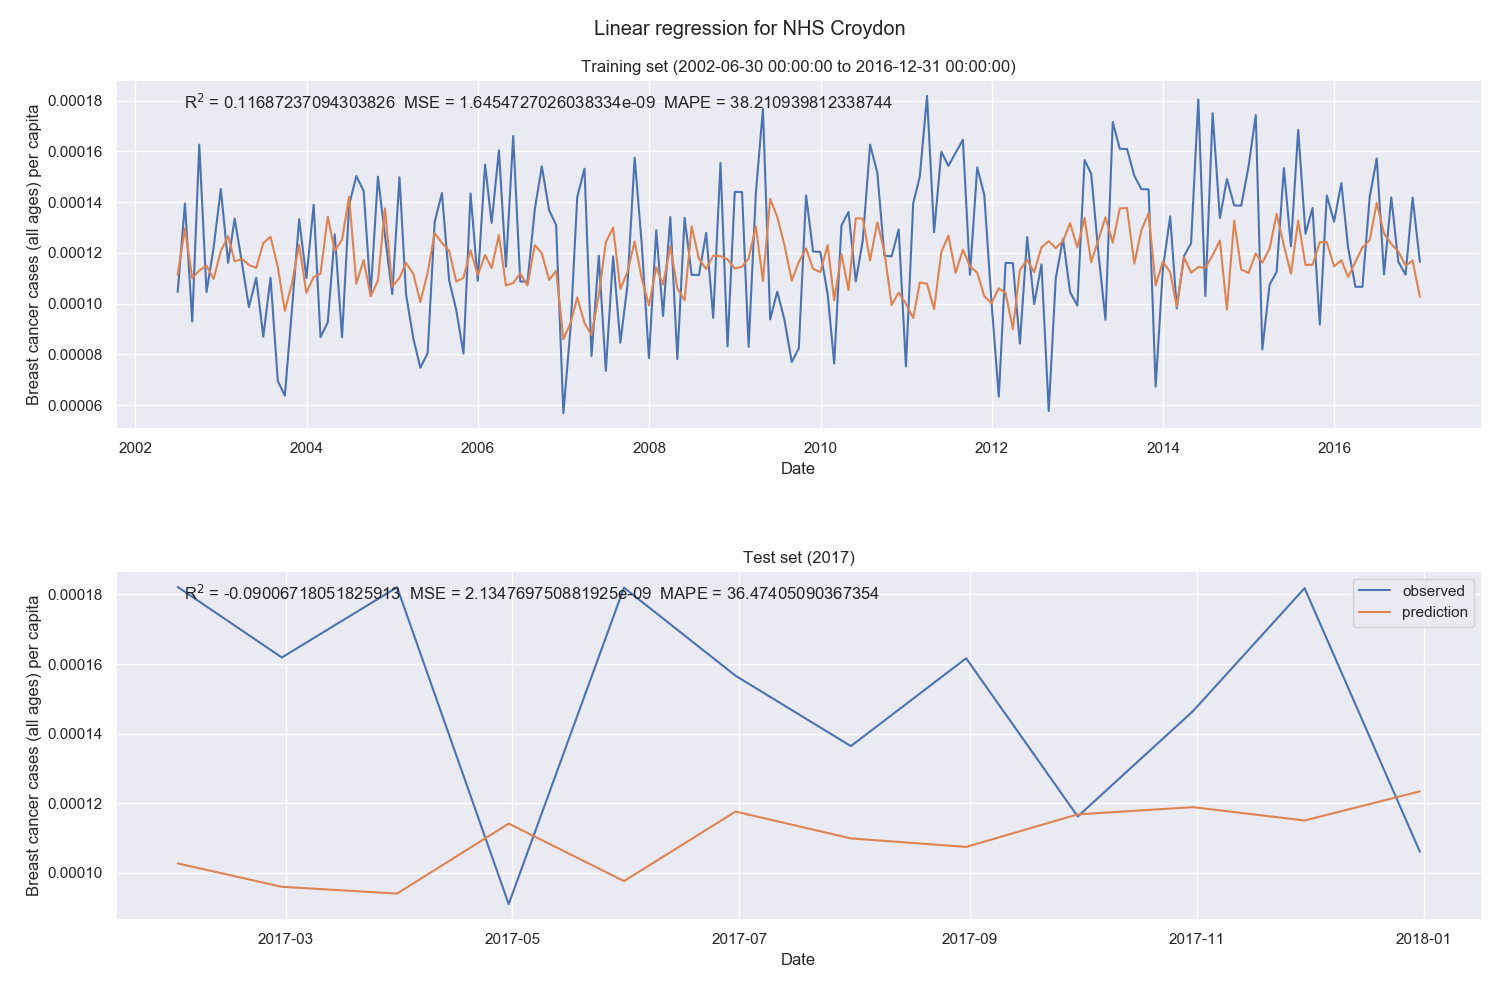 Linear regression for NHS Croydon
Training set (2002-06-30 00:00:00 to 2016-12-31 00:00:00)
R² = 0.11687237094303826 MSE = 1.6454727026038334e-09 MAPE = 38.210939812338744
Breast cancer cases (all ages) per capita
0.00018
0.00016
0.00014
0.00012
0.00010
0.00008
0.00006
2002 2004 2006 2008 2010 2012 2014 2016
Date
Test set (2017)
R² = -0.09006718051825913 MSE = 2.134769750881925e-09 MAPE = 36.47405090367354
observed
prediction
Breast cancer cases (all ages) per capita
0.00018
0.00016
0.00014
0.00012
0.00010
2017-03 2017-05 2017-07 2017-09 2017-11 2018-01
Date